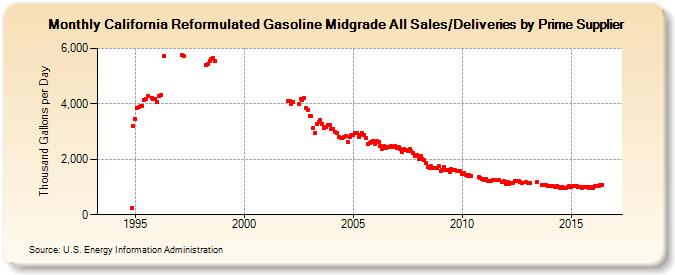 Monthly California Reformulated Gasoline Midgrade All Sales/Deliveries by Prime Supplier
Thousand Gallons per Day
6,000
4,000
2,000
0
1995 2000 2005 2010 2015
Source: U.S. Energy Information Administration